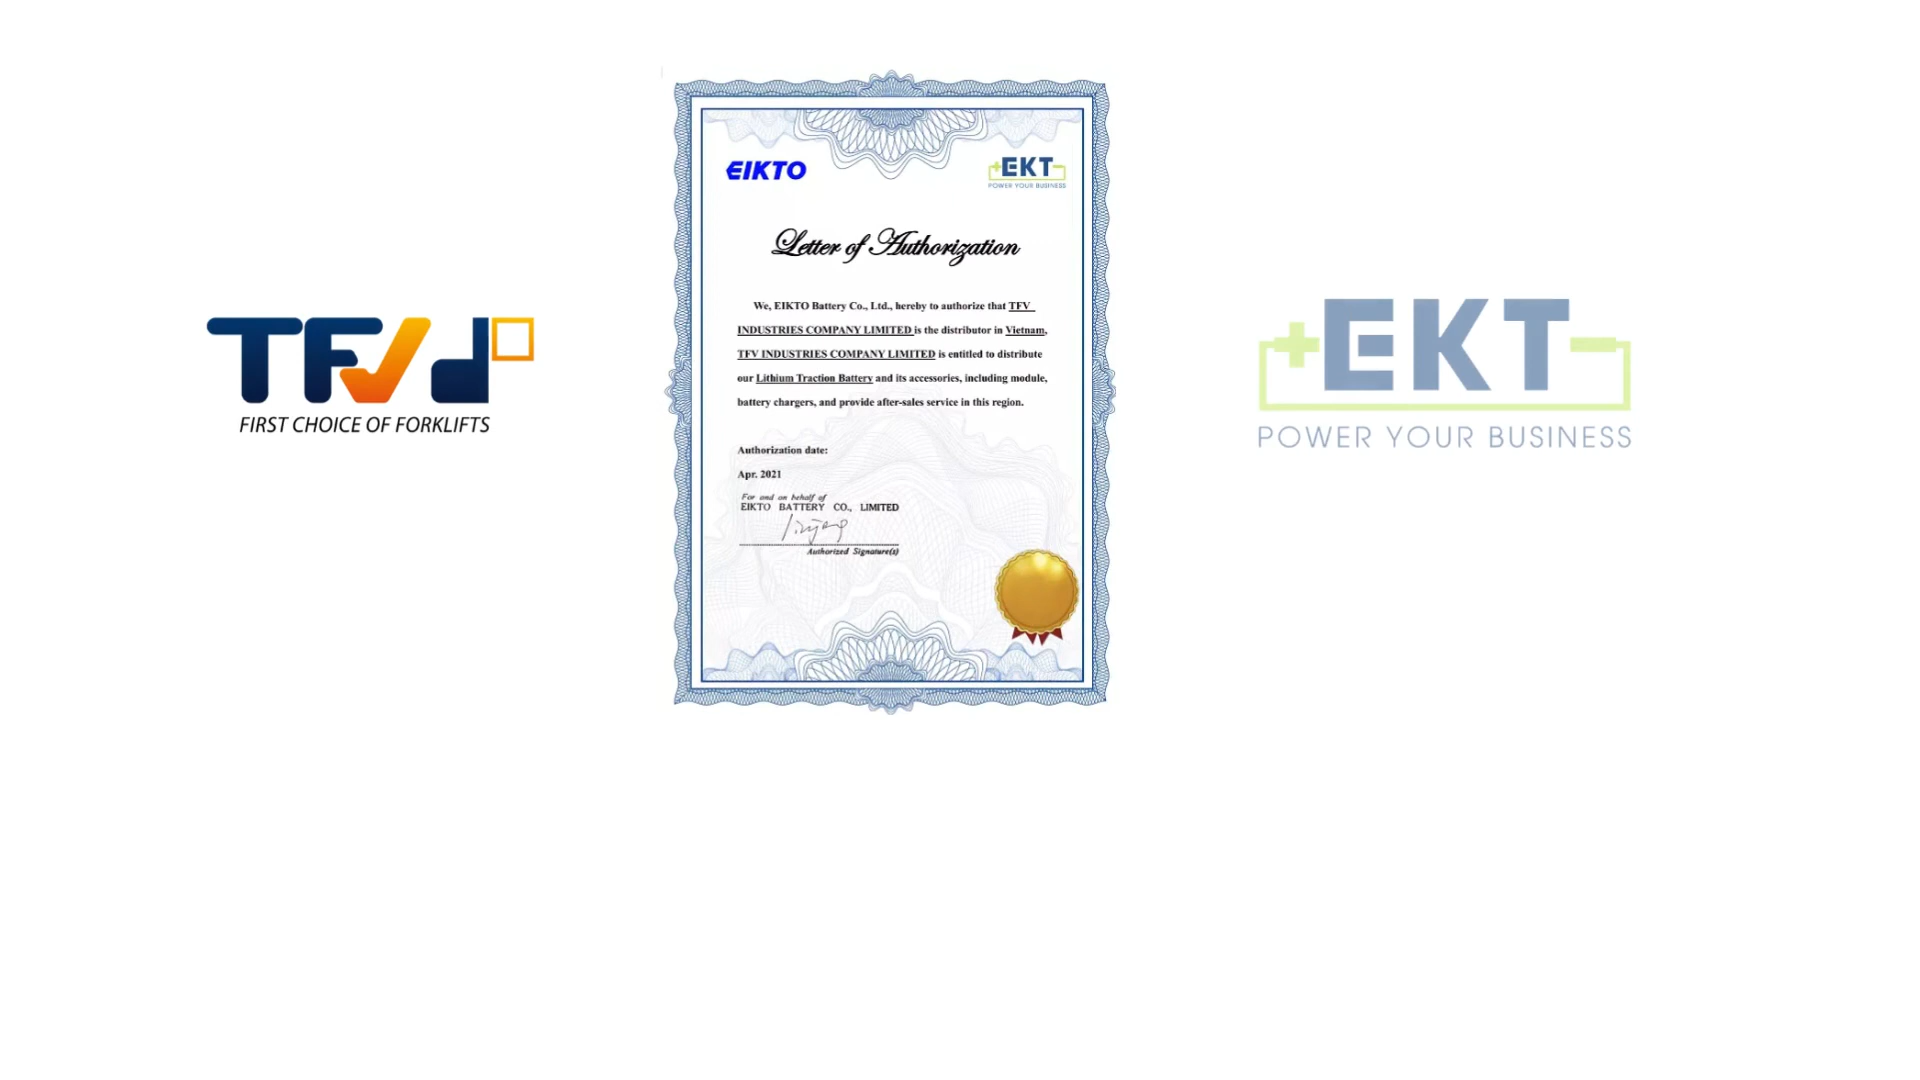 TFV
FIRST CHOICE OF FORKLIFTS
EIKTO
EKT
POWER YOUR BUSINESS
Letter of Authorization
We, EIKTO Battery Co., Ltd., hereby to authorize that TFV
INDUSTRIES COMPANY LIMITED is the distributor in Vietnam,
TFV INDUSTRIES COMPANY LIMITED is entitled to distribute
our Lithium Traction Battery and its accessories, including module,
battery chargers, and provide after-sales service in this region.
Authorization date:
Apr. 2021
For and on behalf of
EIKTO BATTERY CO., LIMITED
Authorized Signature(s)
EKT
POWER YOUR BUSINESS